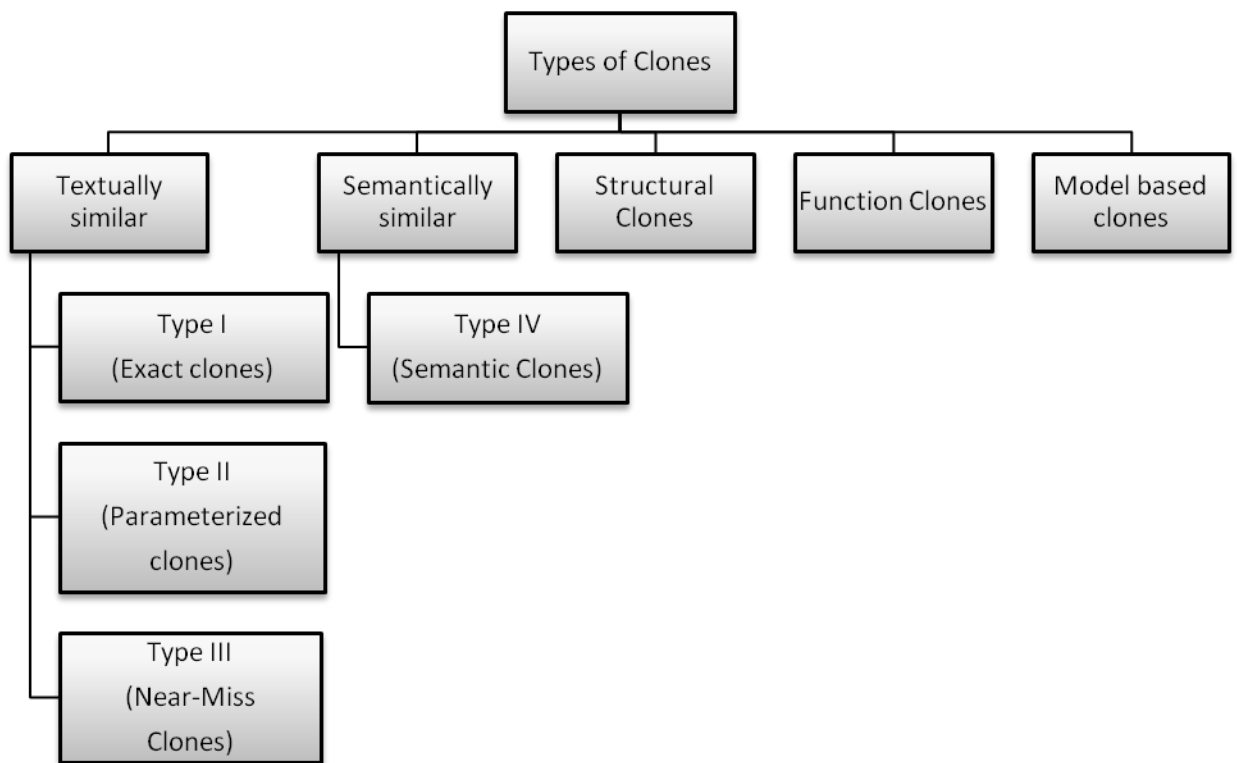 Types of Clones
Textually
similar
Semantically
similar
Structural
Clones
Function Clones
Model based
clones
Type I
(Exact clones)
Type IV
(Semantic Clones)
Type II
(Parameterized
clones)
Type III
(Near-Miss
Clones)